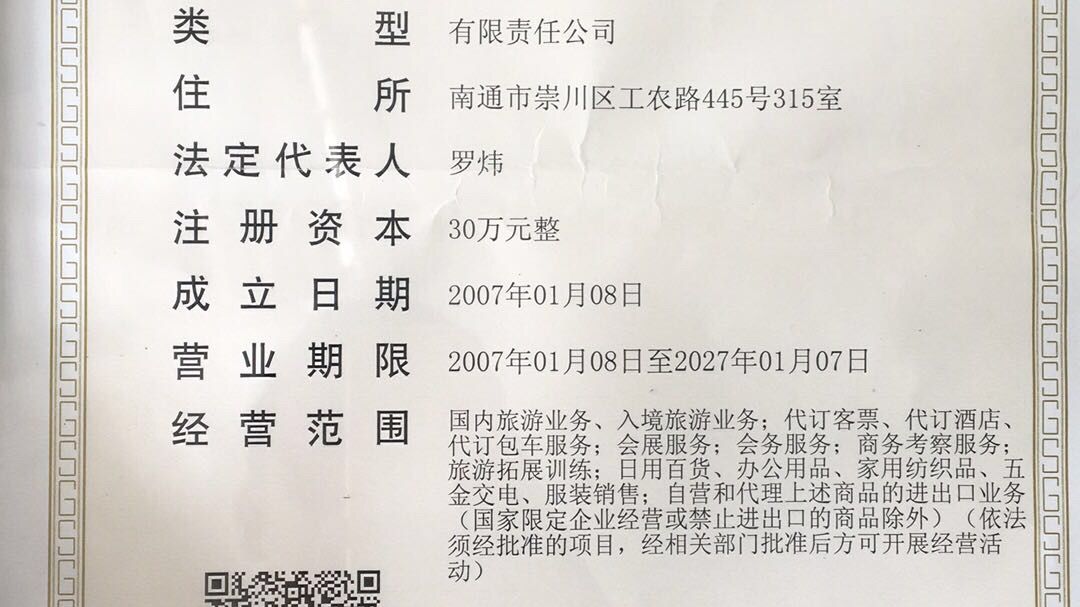 类型 有限责任公司
住所 南通市崇川区工农路445号315室
法定代表人 罗炜
注册资本 30万元整
成立日期 2007年01月08日
营业期限 2007年01月08日至2027年01月07日
经营范围 国内旅游业务、入境旅游业务；代订客票、代订酒店、
代订包车服务；会展服务；会务服务；商务考察服务；
旅游拓展训练；日用百货、办公用品、家用纺织品、五
金交电、服装销售；自营和代理上述商品的进出口业务
（国家限定企业经营或禁止进出口的商品除外）（依法
须经批准的项目，经相关部门批准后方可开展经营活
动）